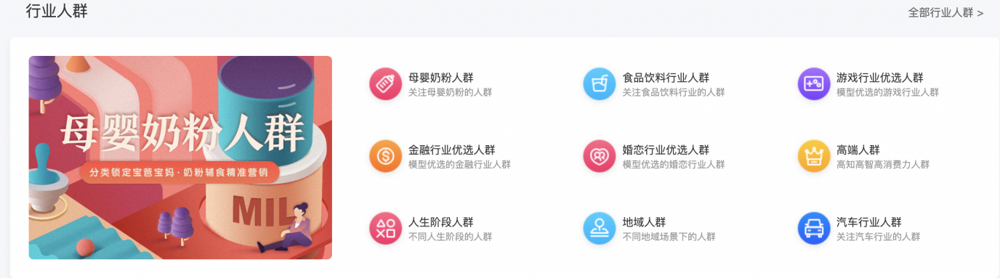 行业人群
全部行业人群 >
母婴奶粉人群
分类锁定宝爸宝妈·奶粉辅食精准营销
MIL
母婴奶粉人群
关注母婴奶粉的人群
食品饮料行业人群
关注食品饮料行业的人群
游戏行业优选人群
模型优选的游戏行业人群
金融行业优选人群
模型优选的金融行业人群
婚恋行业优选人群
模型优选的婚恋行业人群
高端人群
高知高智高消费力人群
人生阶段人群
不同人生阶段的人群
地域人群
不同地域场景下的人群
汽车行业人群
关注汽车行业的人群